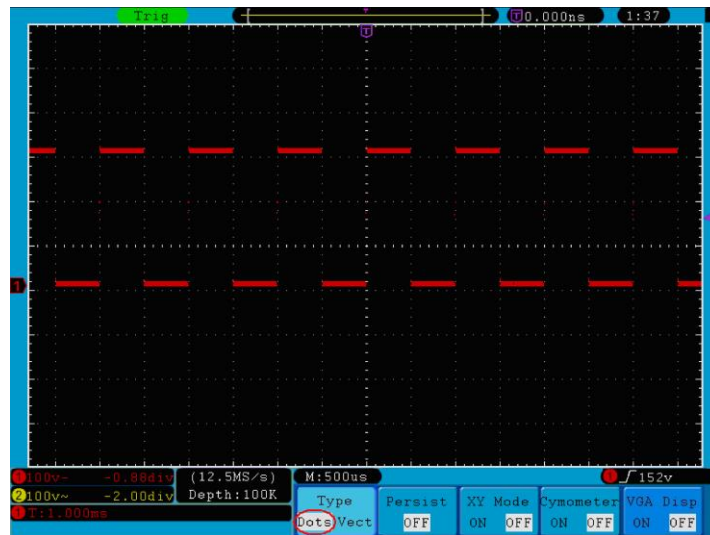 Trig T 0.000ns 1:37
T
1
1 100v- -0.88div (12.5MS/s) M:500us 1 152v
2 100v~ -2.00div Depth:100K
1 T:1.000ms
Type Persist XY Mode Cymometer VGA Disp
Dots Vect OFF ON OFF ON OFF ON OFF